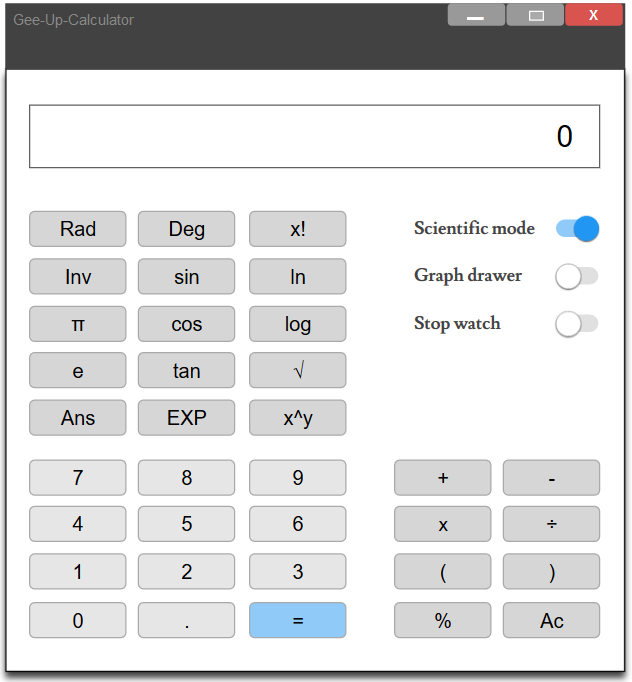 Gee-Up-Calculator X
0
Rad Deg x! Scientific mode
Inv sin ln Graph drawer
π cos log Stop watch
e tan √
Ans EXP x^y
7 8 9 + -
4 5 6 x ÷
1 2 3 ( )
0 . = % Ac